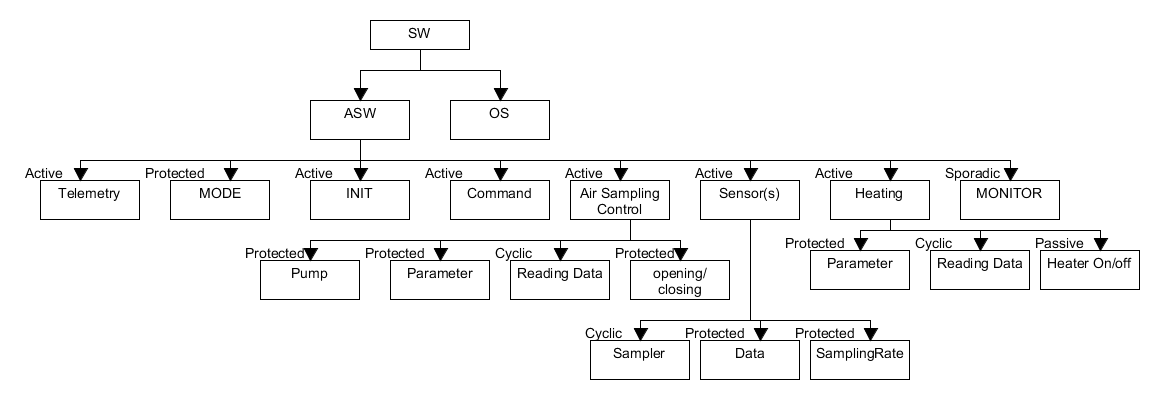 SW
ASW
OS
Active
Protected
Active
Active
Active
Active
Active
Sporadic
Telemetry
MODE
INIT
Command
Air Sampling
Control
Sensor(s)
Heating
MONITOR
Protected
Protected
Cyclic
Protected
Protected
Cyclic
Passive
Pump
Parameter
Reading Data
opening/
closing
Parameter
Reading Data
Heater On/off
Cyclic
Protected
Protected
Sampler
Data
SamplingRate